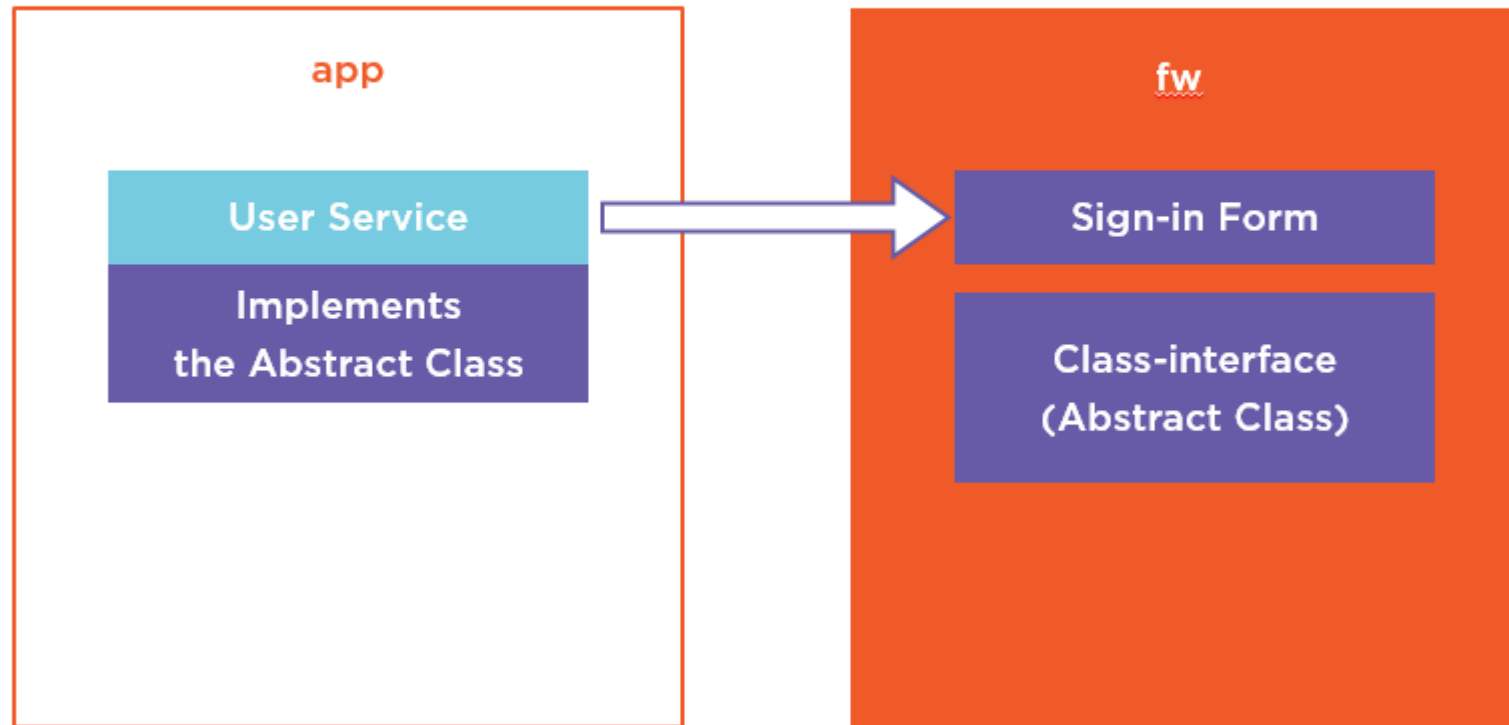 app
User Service
Implements
the Abstract Class
fw
Sign-in Form
Class-interface
(Abstract Class)